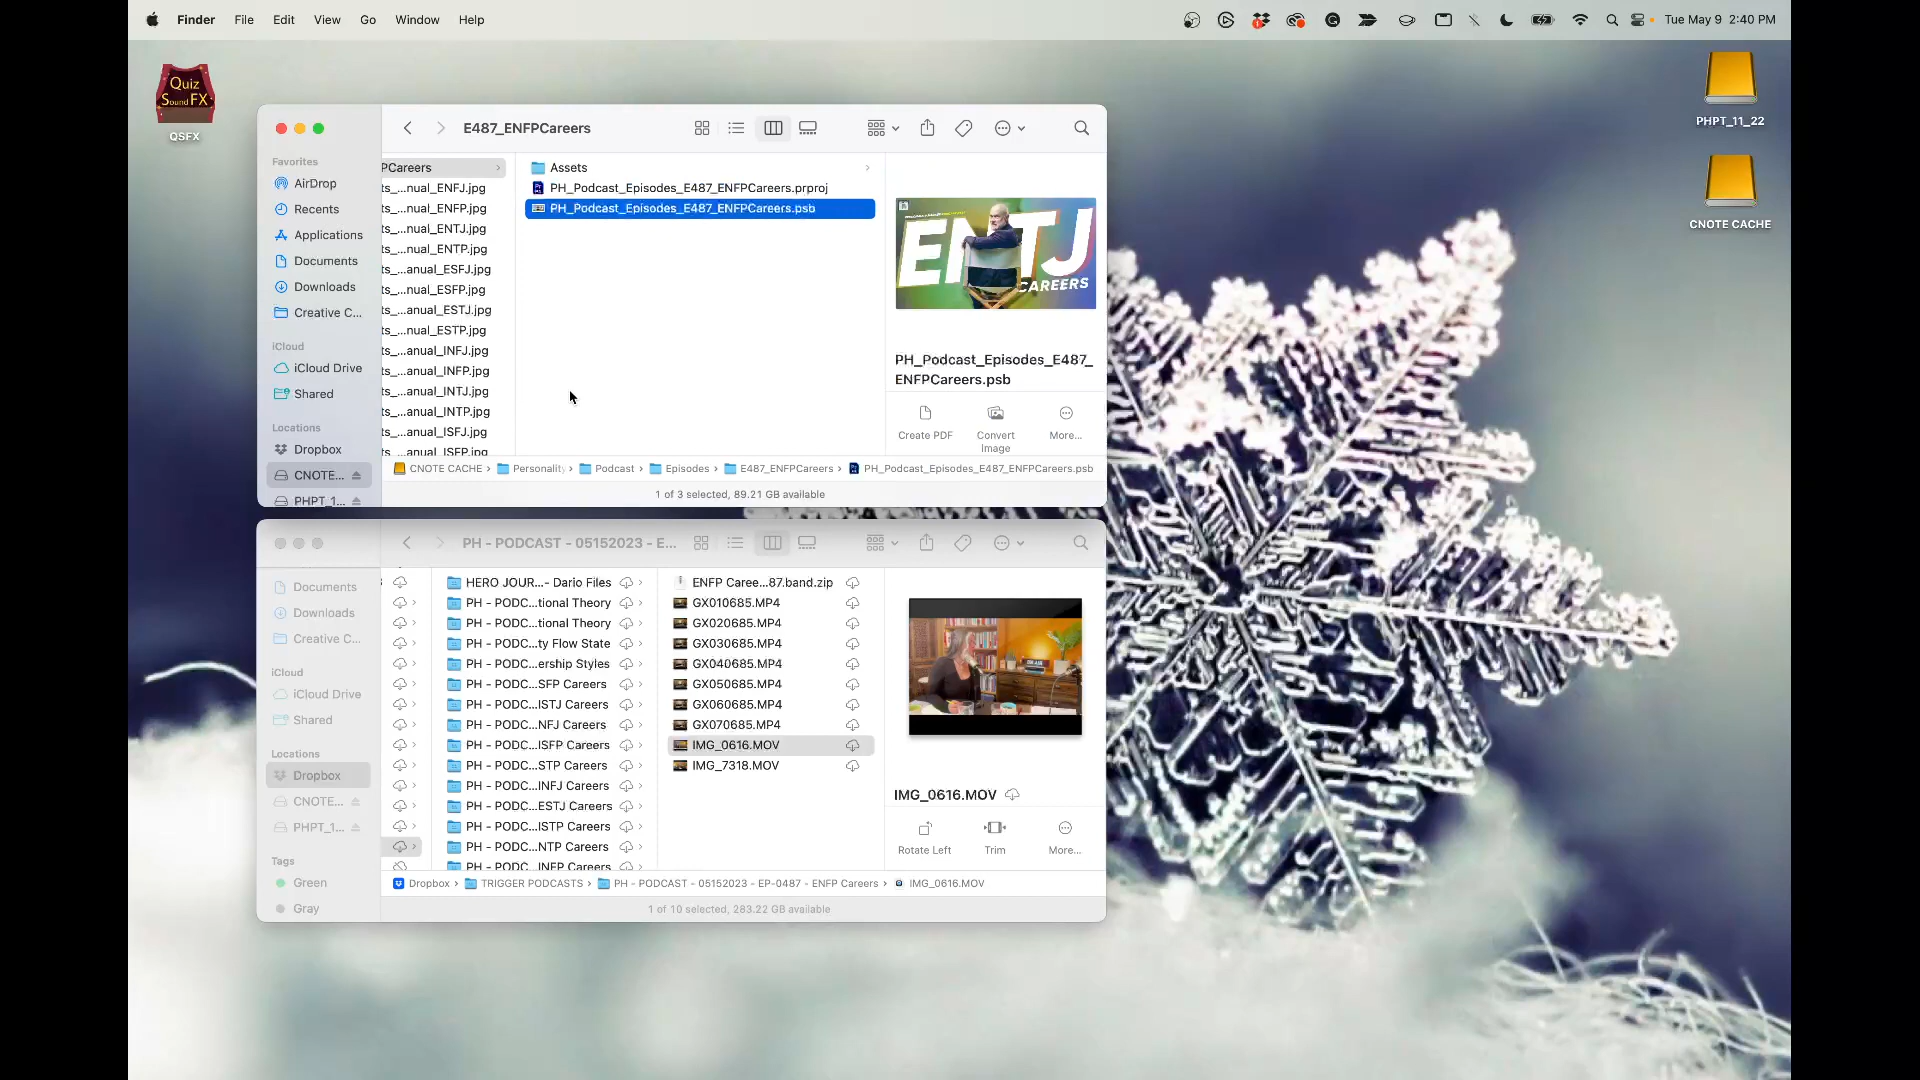 Finder File Edit View Go Window Help
Tue May 9 2:40 PM
Quiz
Sound FX
QSFX
PHPT_11_22
CNOTE CACHE
E487_ENFPCareers
Favorites
AirDrop
Recents
Applications
Documents
Downloads
Creative C...
iCloud
iCloud Drive
Shared
Locations
Dropbox
CNOTE...
PHPT_1...
PCareers
ts_...nual_ENFJ.jpg
ts_...nual_ENFP.jpg
ts_...nual_ENTJ.jpg
ts_...nual_ENTP.jpg
ts_...anual_ESFJ.jpg
ts_...anual_ESFP.jpg
ts_...anual_ESTJ.jpg
ts_...nual_ESTP.jpg
ts_...anual_INFJ.jpg
ts_...anual_INFP.jpg
ts_...anual_INTJ.jpg
ts_...anual_INTP.jpg
ts_...anual_ISFJ.jpg
ts_...anual_ISFP.jpg
Assets
PH_Podcast_Episodes_E487_ENFPCareers.prproj
PH_Podcast_Episodes_E487_ENFPCareers.psb
ENTJ
CAREERS
PH_Podcast_Episodes_E487_
ENFPCareers.psb
Create PDF
Convert
Image
More...
CNOTE CACHE Personality Podcast Episodes E487_ENFPCareers PH_Podcast_Episodes_E487_ENFPCareers.psb
1 of 3 selected, 89.21 GB available
PH - PODCAST - 05152023 - E...
Documents
Downloads
Creative C...
iCloud
iCloud Drive
Shared
Locations
Dropbox
CNOTE...
PHPT_1...
Tags
Green
Gray
HERO JOUR...- Dario Files
PH - PODC...tional Theory
PH - PODC...tional Theory
PH - PODC...ty Flow State
PH - PODC...ership Styles
PH - PODC...SFP Careers
PH - PODC...ISTJ Careers
PH - PODC...NFJ Careers
PH - PODC...ISFP Careers
PH - PODC...STP Careers
PH - PODC...INFJ Careers
PH - PODC...ESTJ Careers
PH - PODC...ISTP Careers
PH - PODC...NTP Careers
PH - PODC...INFP Careers
ENFP Caree...87.band.zip
GX010685.MP4
GX020685.MP4
GX030685.MP4
GX040685.MP4
GX050685.MP4
GX060685.MP4
GX070685.MP4
IMG_0616.MOV
IMG_7318.MOV
ON AIR
IMG_0616.MOV
Rotate Left
Trim
More...
Dropbox TRIGGER PODCASTS PH - PODCAST - 05152023 - EP-0487 - ENFP Careers IMG_0616.MOV
1 of 10 selected, 283.22 GB available